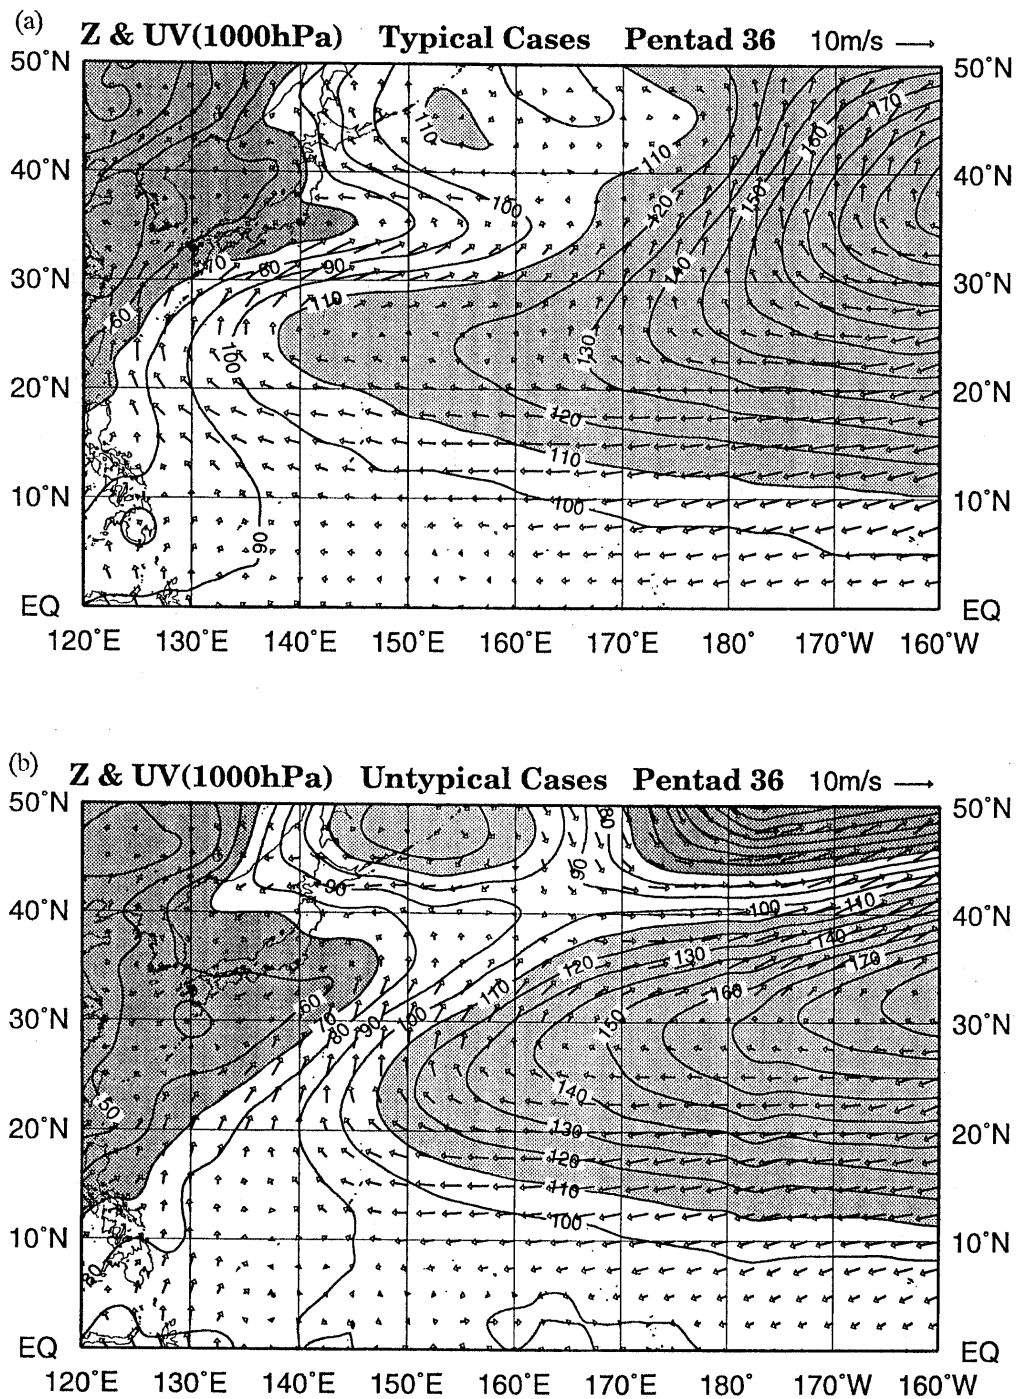 (a)
Z & UV(1000hPa) Typical Cases Pentad 36 10m/s
50˚N 50˚N
170
160
110
110
40˚N 40˚N
150
120
100
70 80 90
140
30˚N 30˚N
110
60
100
130
20˚N 20˚N
120
110
10˚N 10˚N
100
90
EQ EQ
120˚E 130˚E 140˚E 150˚E 160˚E 170˚E 180˚ 170˚W 160˚W
(b)
Z & UV(1000hPa) Untypical Cases Pentad 36 10m/s
50˚N 50˚N
80
90 90
100 110
40˚N 40˚N
140
120 130 170
60 110 160
70 80 90 100 150
30˚N 30˚N
140
50
130
20˚N 20˚N
120
110
100
10˚N 10˚N
80
EQ EQ
120˚E 130˚E 140˚E 150˚E 160˚E 170˚E 180˚ 170˚W 160˚W